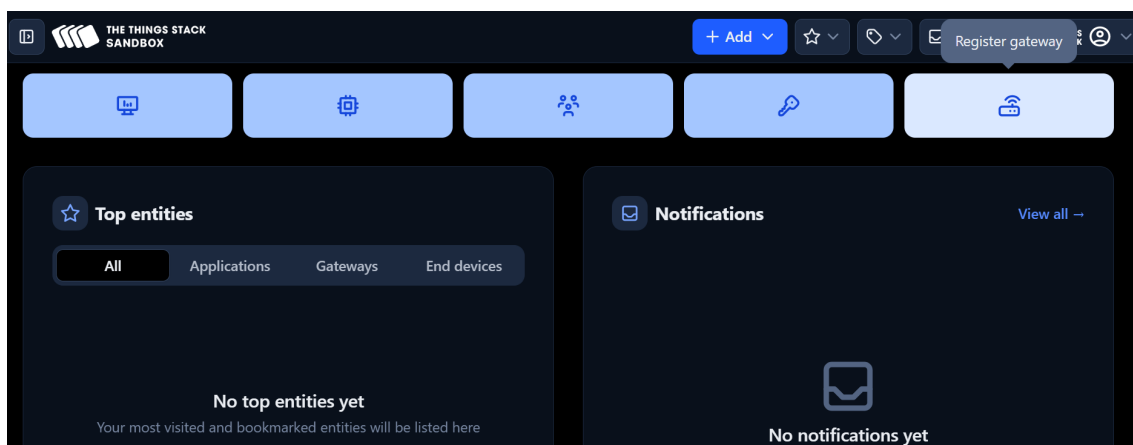 THE THINGS STACK
SANDBOX
+ Add
Register gateway
Top entities
Notifications
View all →
All
Applications
Gateways
End devices
No top entities yet
Your most visited and bookmarked entities will be listed here
No notifications yet